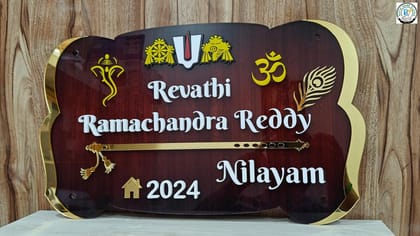 ॐ
Revathi
Ramachandra Reddy
Nilayam
2024